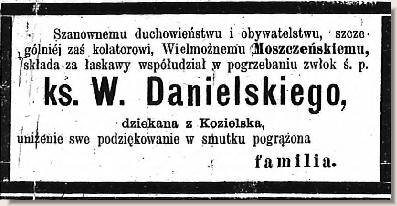 Szanownemu duchowieństwu i obywatelstwu, szcze
gólniéj zaś kolatorowi, Wielmożnemu Moszczeńskiemu,
składa za łaskawy współudział w pogrzebaniu zwłok ś. p.
ks. W. Danielskiego,
dziekana z Kozielska,
uniżenie swe podziękowanie w smutku pogrążona
familia.